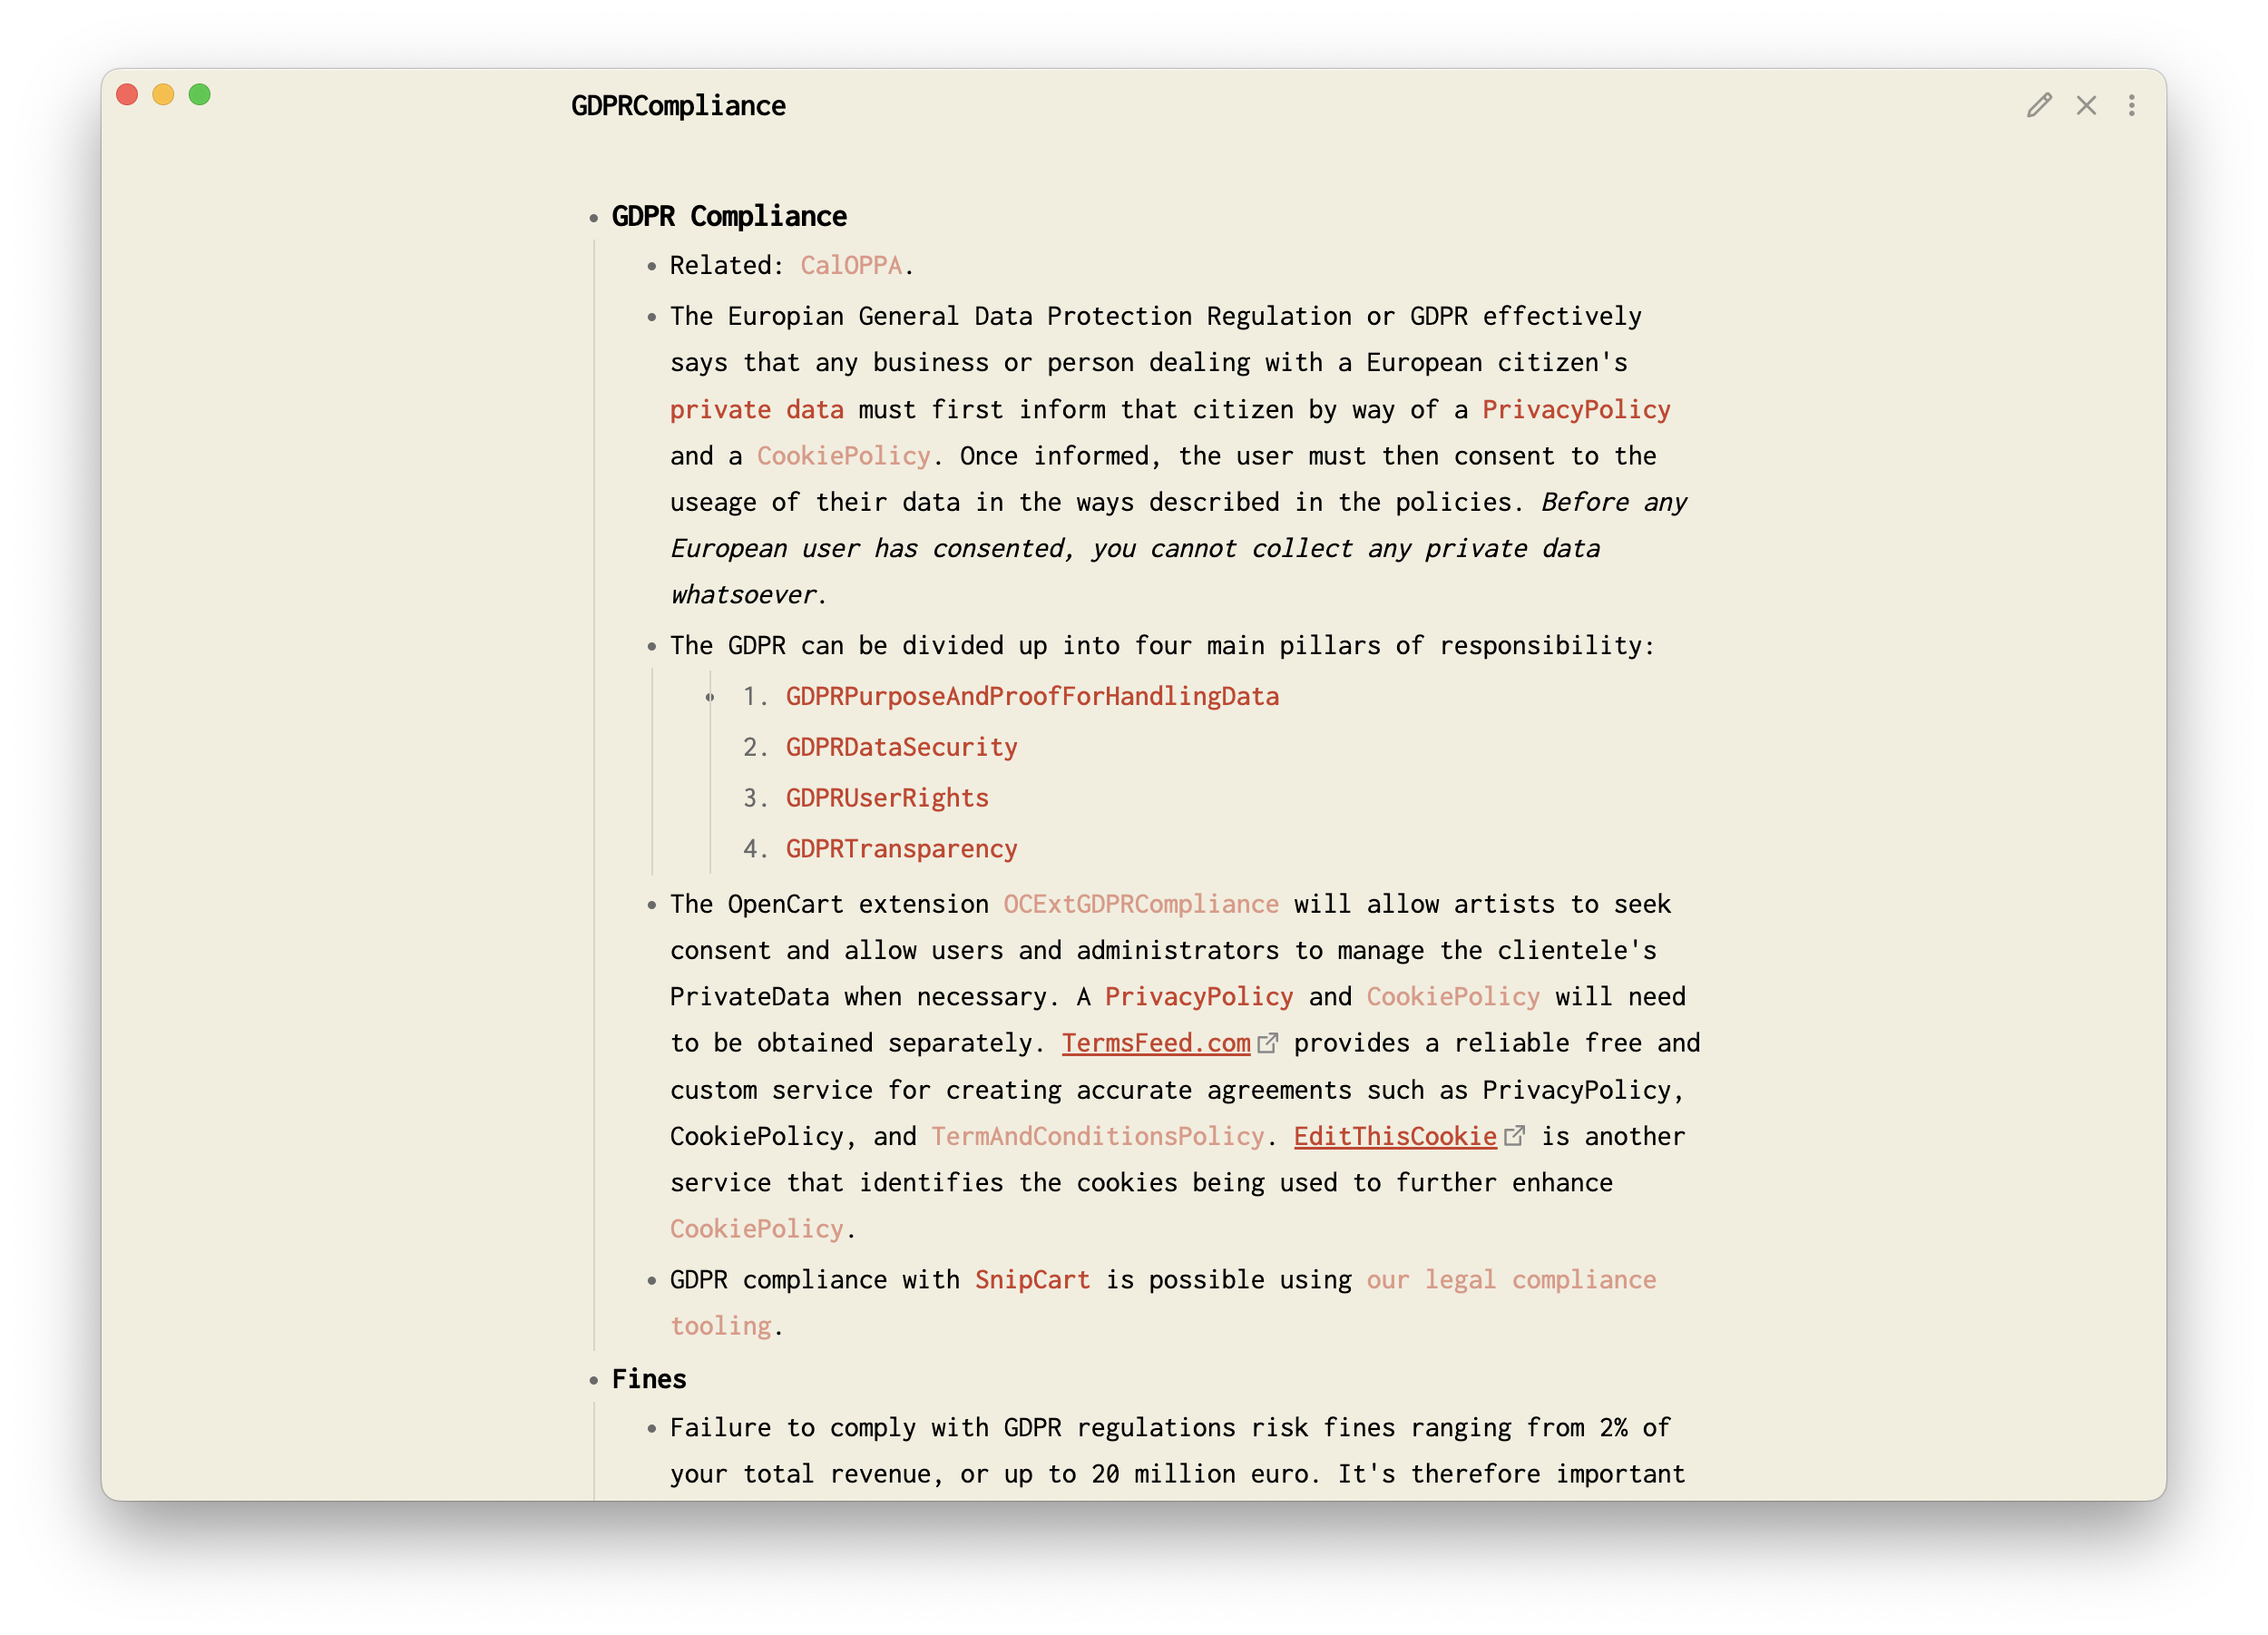 GDPRCompliance
GDPR Compliance
Related: CalOPPA.
The Europian General Data Protection Regulation or GDPR effectively
says that any business or person dealing with a European citizen's
private data must first inform that citizen by way of a PrivacyPolicy
and a CookiePolicy. Once informed, the user must then consent to the
useage of their data in the ways described in the policies. Before any
European user has consented, you cannot collect any private data
whatsoever.
The GDPR can be divided up into four main pillars of responsibility:
1. GDPRPurposeAndProofForHandlingData
2. GDPRDataSecurity
3. GDPRUserRights
4. GDPRTransparency
The OpenCart extension OCExtGDPRCompliance will allow artists to seek
consent and allow users and administrators to manage the clientele's
PrivateData when necessary. A PrivacyPolicy and CookiePolicy will need
to be obtained separately. TermsFeed.com provides a reliable free and
custom service for creating accurate agreements such as PrivacyPolicy,
CookiePolicy, and TermAndConditionsPolicy. EditThisCookie is another
service that identifies the cookies being used to further enhance
CookiePolicy.
GDPR compliance with SnipCart is possible using our legal compliance
tooling.
Fines
Failure to comply with GDPR regulations risk fines ranging from 2% of
your total revenue, or up to 20 million euro. It's therefore important